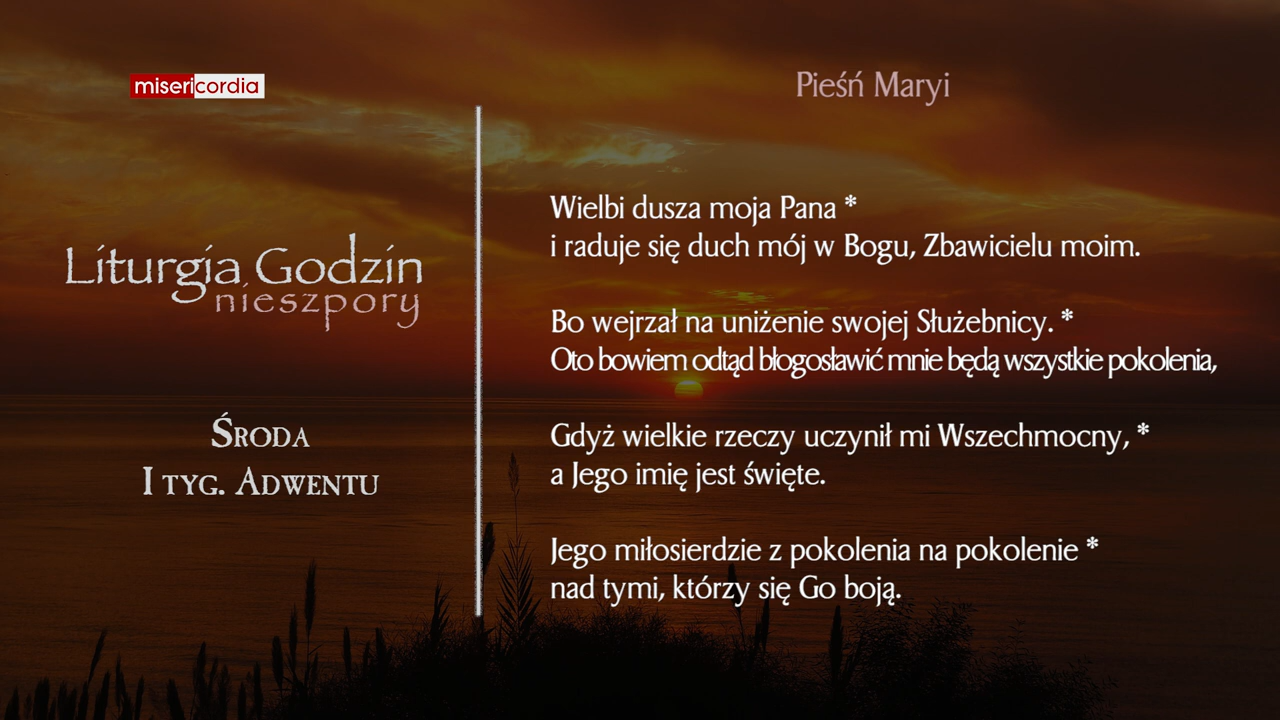 misericordia
Liturgia Godzin
nieszpory
Środa
I tyg. Adwentu
Pieśń Maryi
Wielbi dusza moja Pana *
i raduje się duch mój w Bogu, Zbawicielu moim.
Bo wejrzał na uniżenie swojej Służebnicy. *
Oto bowiem odtąd błogosławić mnie będą wszystkie pokolenia,
Gdyż wielkie rzeczy uczynił mi Wszechmocny, *
a Jego imię jest święte.
Jego miłosierdzie z pokolenia na pokolenie *
nad tymi, którzy się Go boją.